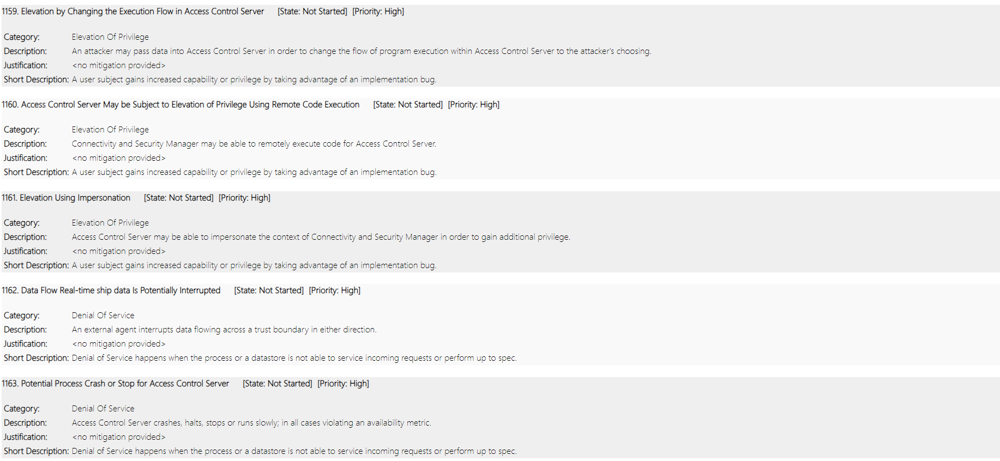 1159. Elevation by Changing the Execution Flow in Access Control Server [State: Not Started] [Priority: High]
Category: Elevation Of Privilege
Description: An attacker may pass data into Access Control Server in order to change the flow of program execution within Access Control Server to the attacker's choosing.
Justification: <no mitigation provided>
Short Description: A user subject gains increased capability or privilege by taking advantage of an implementation bug.
1160. Access Control Server May be Subject to Elevation of Privilege Using Remote Code Execution [State: Not Started] [Priority: High]
Category: Elevation Of Privilege
Description: Connectivity and Security Manager may be able to remotely execute code for Access Control Server.
Justification: <no mitigation provided>
Short Description: A user subject gains increased capability or privilege by taking advantage of an implementation bug.
1161. Elevation Using Impersonation [State: Not Started] [Priority: High]
Category: Elevation Of Privilege
Description: Access Control Server may be able to impersonate the context of Connectivity and Security Manager in order to gain additional privilege.
Justification: <no mitigation provided>
Short Description: A user subject gains increased capability or privilege by taking advantage of an implementation bug.
1162. Data Flow Real-time ship data Is Potentially Interrupted [State: Not Started] [Priority: High]
Category: Denial Of Service
Description: An external agent interrupts data flowing across a trust boundary in either direction.
Justification: <no mitigation provided>
Short Description: Denial of Service happens when the process or a datastore is not able to service incoming requests or perform up to spec.
1163. Potential Process Crash or Stop for Access Control Server [State: Not Started] [Priority: High]
Category: Denial Of Service
Description: Access Control Server crashes, halts, stops or runs slowly; in all cases violating an availability metric.
Justification: <no mitigation provided>
Short Description: Denial of Service happens when the process or a datastore is not able to service incoming requests or perform up to spec.